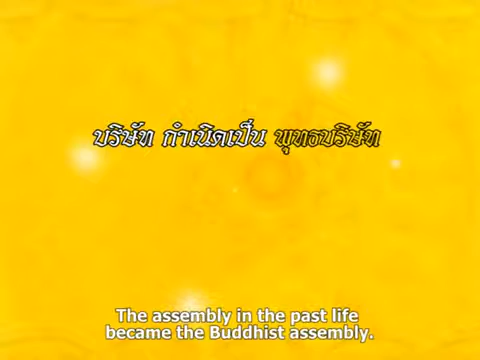 บริษัท กำเนิดเป็น พุทธบริษัท
The assembly in the past life
became the Buddhist assembly.